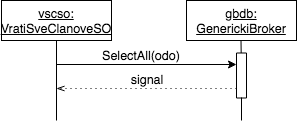 vscso:
VratiSveClanoveSO
gbdb:
GenerickiBroker
SelectAll(odo)
signal